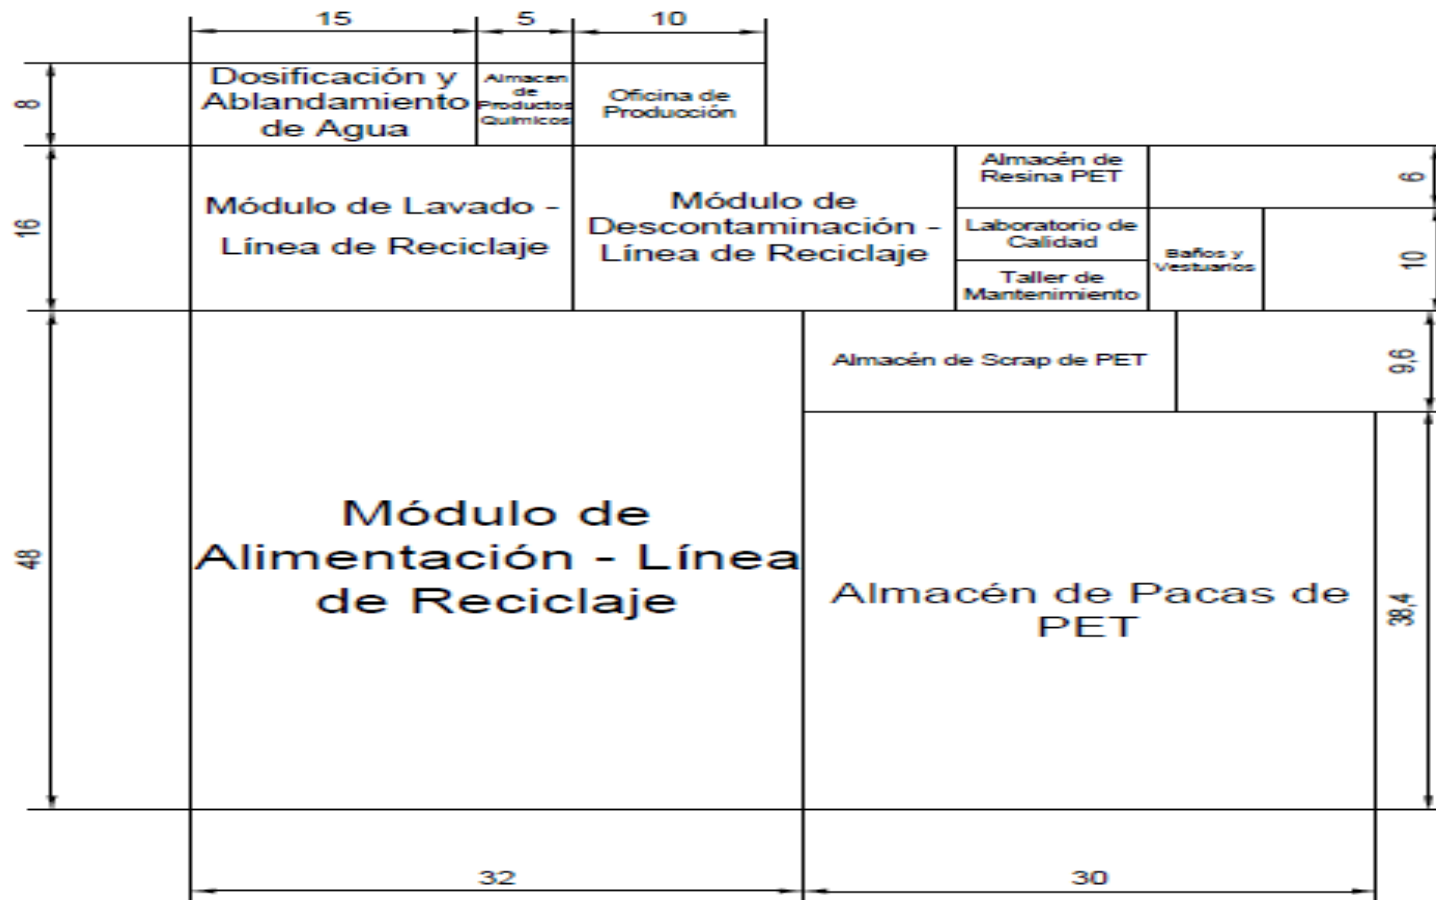 15
5
10
8
Dosificación y
Ablandamiento
de Agua
Almacen
de
Productos
Quimicos
Oficina de
Producción
16
Módulo de Lavado -
Línea de Reciclaje
Módulo de
Descontaminación -
Línea de Reciclaje
Almacén de
Resina PET
6
Laboratorio de
Calidad
Taller de
Mantenimiento
Baños y
Vestuarios
10
48
Módulo de
Alimentación - Línea
de Reciclaje
Almacén de Scrap de PET
9,6
Almacén de Pacas de
PET
38,4
32
30